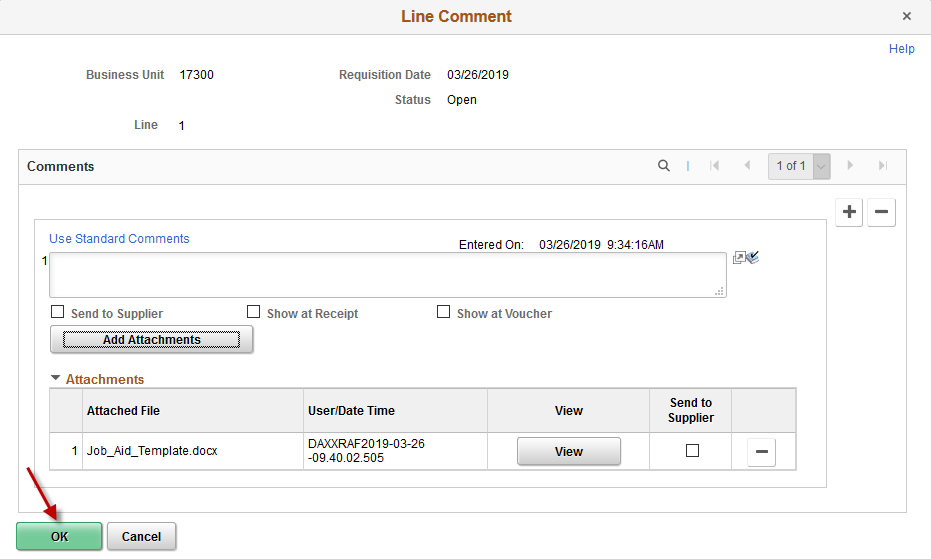 Line Comment
Help
Business Unit 17300 Requisition Date 03/26/2019
Status Open
Line 1
Comments 1 of 1
Use Standard Comments Entered On: 03/26/2019 9:34:16AM
1
Send to Supplier Show at Receipt Show at Voucher
Add Attachments
Attachments
Attached File User/Date Time View Send to Supplier
1 Job_Aid_Template.docx DAXXRAF2019-03-26
-09.40.02.505 View
OK Cancel